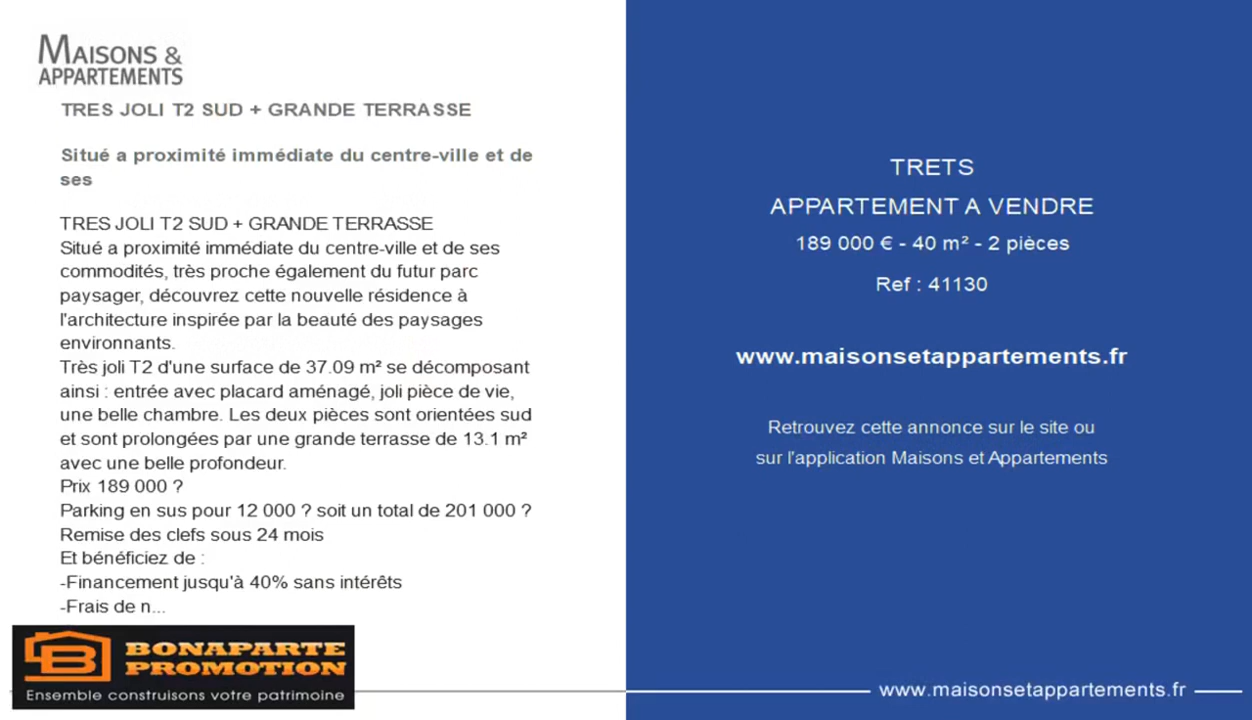 MAISONS &
APPARTEMENTS
TRES JOLI T2 SUD + GRANDE TERRASSE
Situé a proximité immédiate du centre-ville et de
ses
TRES JOLI T2 SUD + GRANDE TERRASSE
Situé a proximité immédiate du centre-ville et de ses
commodités, très proche également du futur parc
paysager, découvrez cette nouvelle résidence à
l'architecture inspirée par la beauté des paysages
environnants.
Très joli T2 d'une surface de 37.09 m² se décomposant
ainsi : entrée avec placard aménagé, joli pièce de vie,
une belle chambre. Les deux pièces sont orientées sud
et sont prolongées par une grande terrasse de 13.1 m²
avec une belle profondeur.
Prix 189 000 ?
Parking en sus pour 12 000 ? soit un total de 201 000 ?
Remise des clefs sous 24 mois
Et bénéficiez de :
-Financement jusqu'à 40% sans intérêts
-Frais de n...
BONAPARTE
PROMOTION
Ensemble construisons votre patrimoine
TRETS
APPARTEMENT A VENDRE
189 000 € - 40 m² - 2 pièces
Ref : 41130
www.maisonsetappartements.fr
Retrouvez cette annonce sur le site ou
sur l'application Maisons et Appartements
www.maisonsetappartements.fr